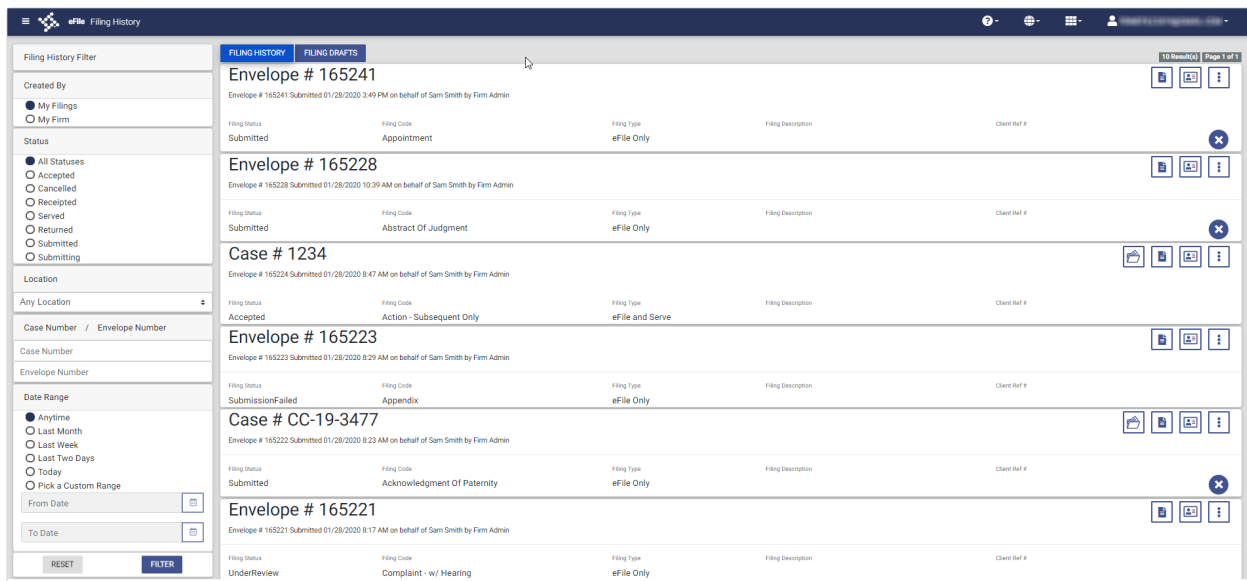 eFile Filing History
Filing History Filter
Created By
My Filings
My Firm
Status
All Statuses
Accepted
Cancelled
Receipted
Served
Returned
Submitted
Submitting
Location
Any Location
Case Number / Envelope Number
Case Number
Envelope Number
Date Range
Anytime
Last Month
Last Week
Last Two Days
Today
Pick a Custom Range
From Date
To Date
RESET FILTER
FILING HISTORY FILING DRAFTS
10 Result(s) Page 1 of 1
Envelope # 165241
Envelope # 165241 Submitted 01/28/2020 3:49 PM on behalf of Sam Smith by Firm Admin
Filing Status Filing Code Filing Type Filing Description Client Ref #
Submitted Appointment eFile Only
Envelope # 165228
Envelope # 165228 Submitted 01/28/2020 10:39 AM on behalf of Sam Smith by Firm Admin
Filing Status Filing Code Filing Type Filing Description Client Ref #
Submitted Abstract Of Judgment eFile Only
Case # 1234
Envelope # 165224 Submitted 01/28/2020 8:47 AM on behalf of Sam Smith by Firm Admin
Filing Status Filing Code Filing Type Filing Description Client Ref #
Accepted Action - Subsequent Only eFile and Serve
Envelope # 165223
Envelope # 165223 Submitted 01/28/2020 8:29 AM on behalf of Sam Smith by Firm Admin
Filing Status Filing Code Filing Type Filing Description Client Ref #
SubmissionFailed Appendix eFile Only
Case # CC-19-3477
Envelope # 165222 Submitted 01/28/2020 8:23 AM on behalf of Sam Smith by Firm Admin
Filing Status Filing Code Filing Type Filing Description Client Ref #
Submitted Acknowledgment Of Paternity eFile Only
Envelope # 165221
Envelope # 165221 Submitted 01/28/2020 8:17 AM on behalf of Sam Smith by Firm Admin
Filing Status Filing Code Filing Type Filing Description Client Ref #
UnderReview Complaint - w/ Hearing eFile Only